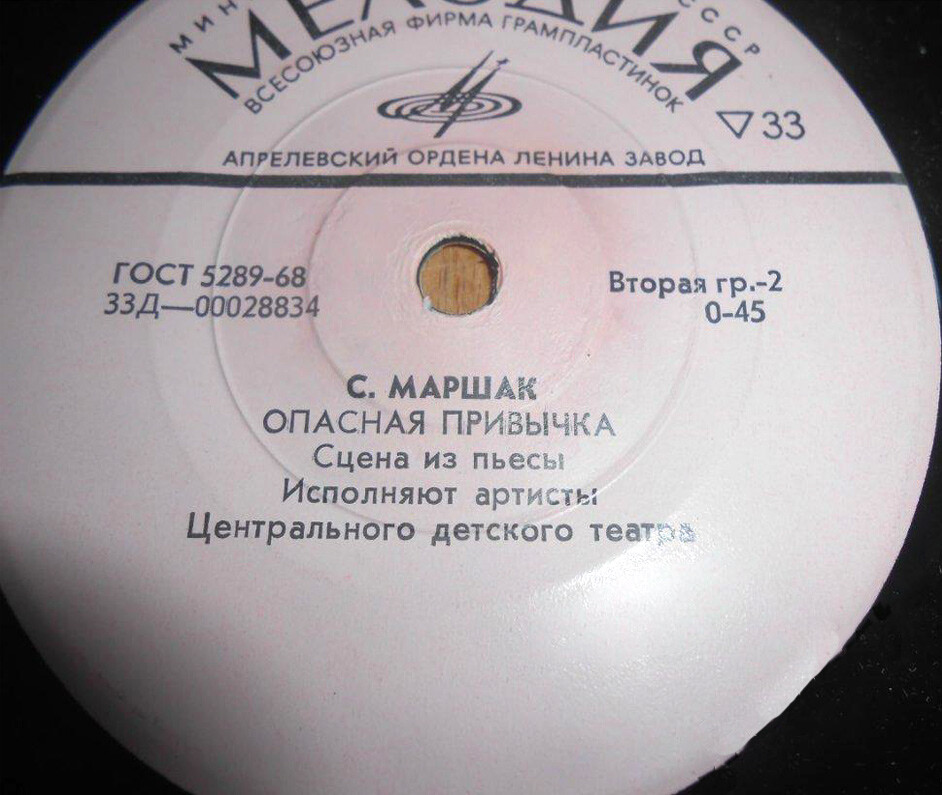 МЕЛОДИЯ
ВСЕСОЮЗНАЯ ФИРМА ГРАМПЛАСТИНОК
▽33
АПРЕЛЕВСКИЙ ОРДЕНА ЛЕНИНА ЗАВОД
ГОСТ 5289-68
33Д—00028834
Вторая гр.-2
0-45
С. МАРШАК
ОПАСНАЯ ПРИВЫЧКА
Сцена из пьесы
Исполняют артисты
Центрального детского театра